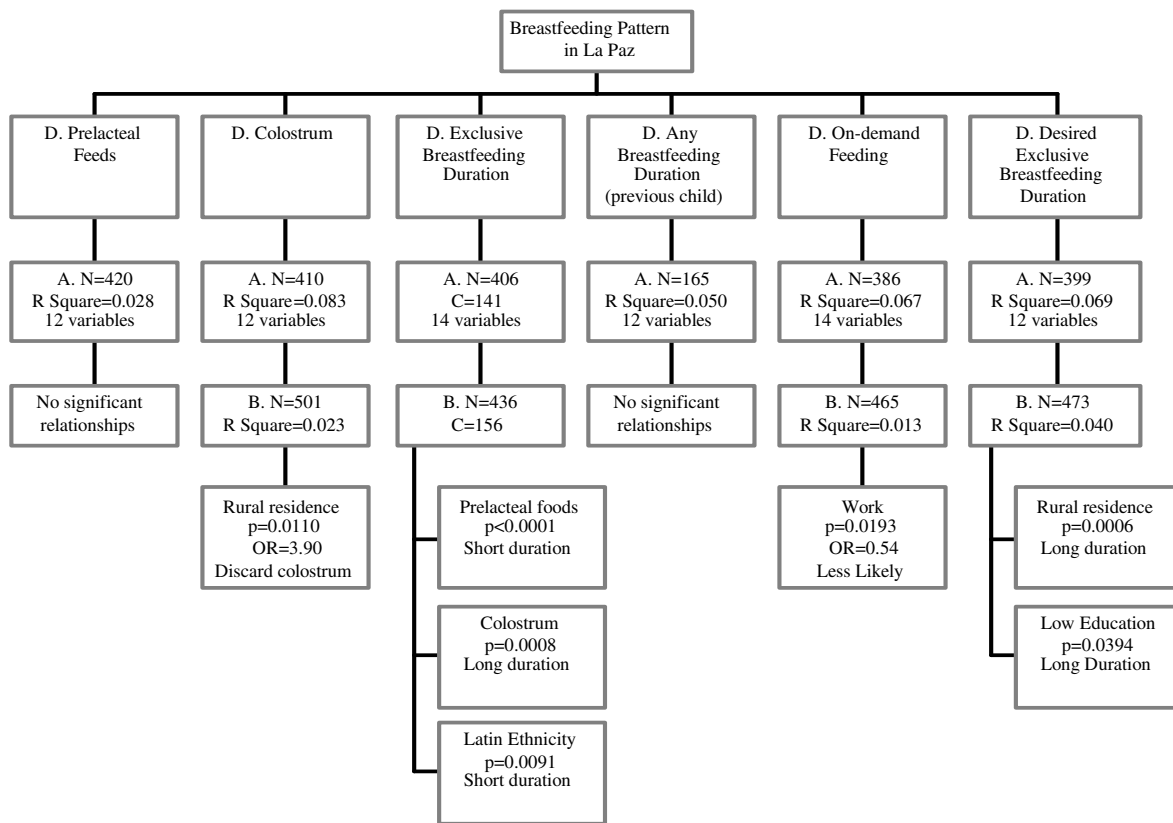 Breastfeeding Pattern
in La Paz
D. Prelacteal
Feeds
D. Colostrum
D. Exclusive
Breastfeeding
Duration
D. Any
Breastfeeding
Duration
(previous child)
D. On-demand
Feeding
D. Desired
Exclusive
Breastfeeding
Duration
A. N=420
R Square=0.028
12 variables
A. N=410
R Square=0.083
12 variables
A. N=406
C=141
14 variables
A. N=165
R Square=0.050
12 variables
A. N=386
R Square=0.067
14 variables
A. N=399
R Square=0.069
12 variables
No significant
relationships
B. N=501
R Square=0.023
B. N=436
C=156
No significant
relationships
B. N=465
R Square=0.013
B. N=473
R Square=0.040
Rural residence
p=0.0110
OR=3.90
Discard colostrum
Prelacteal foods
p<0.0001
Short duration
Work
p=0.0193
OR=0.54
Less Likely
Rural residence
p=0.0006
Long duration
Colostrum
p=0.0008
Long duration
Low Education
p=0.0394
Long Duration
Latin Ethnicity
p=0.0091
Short duration